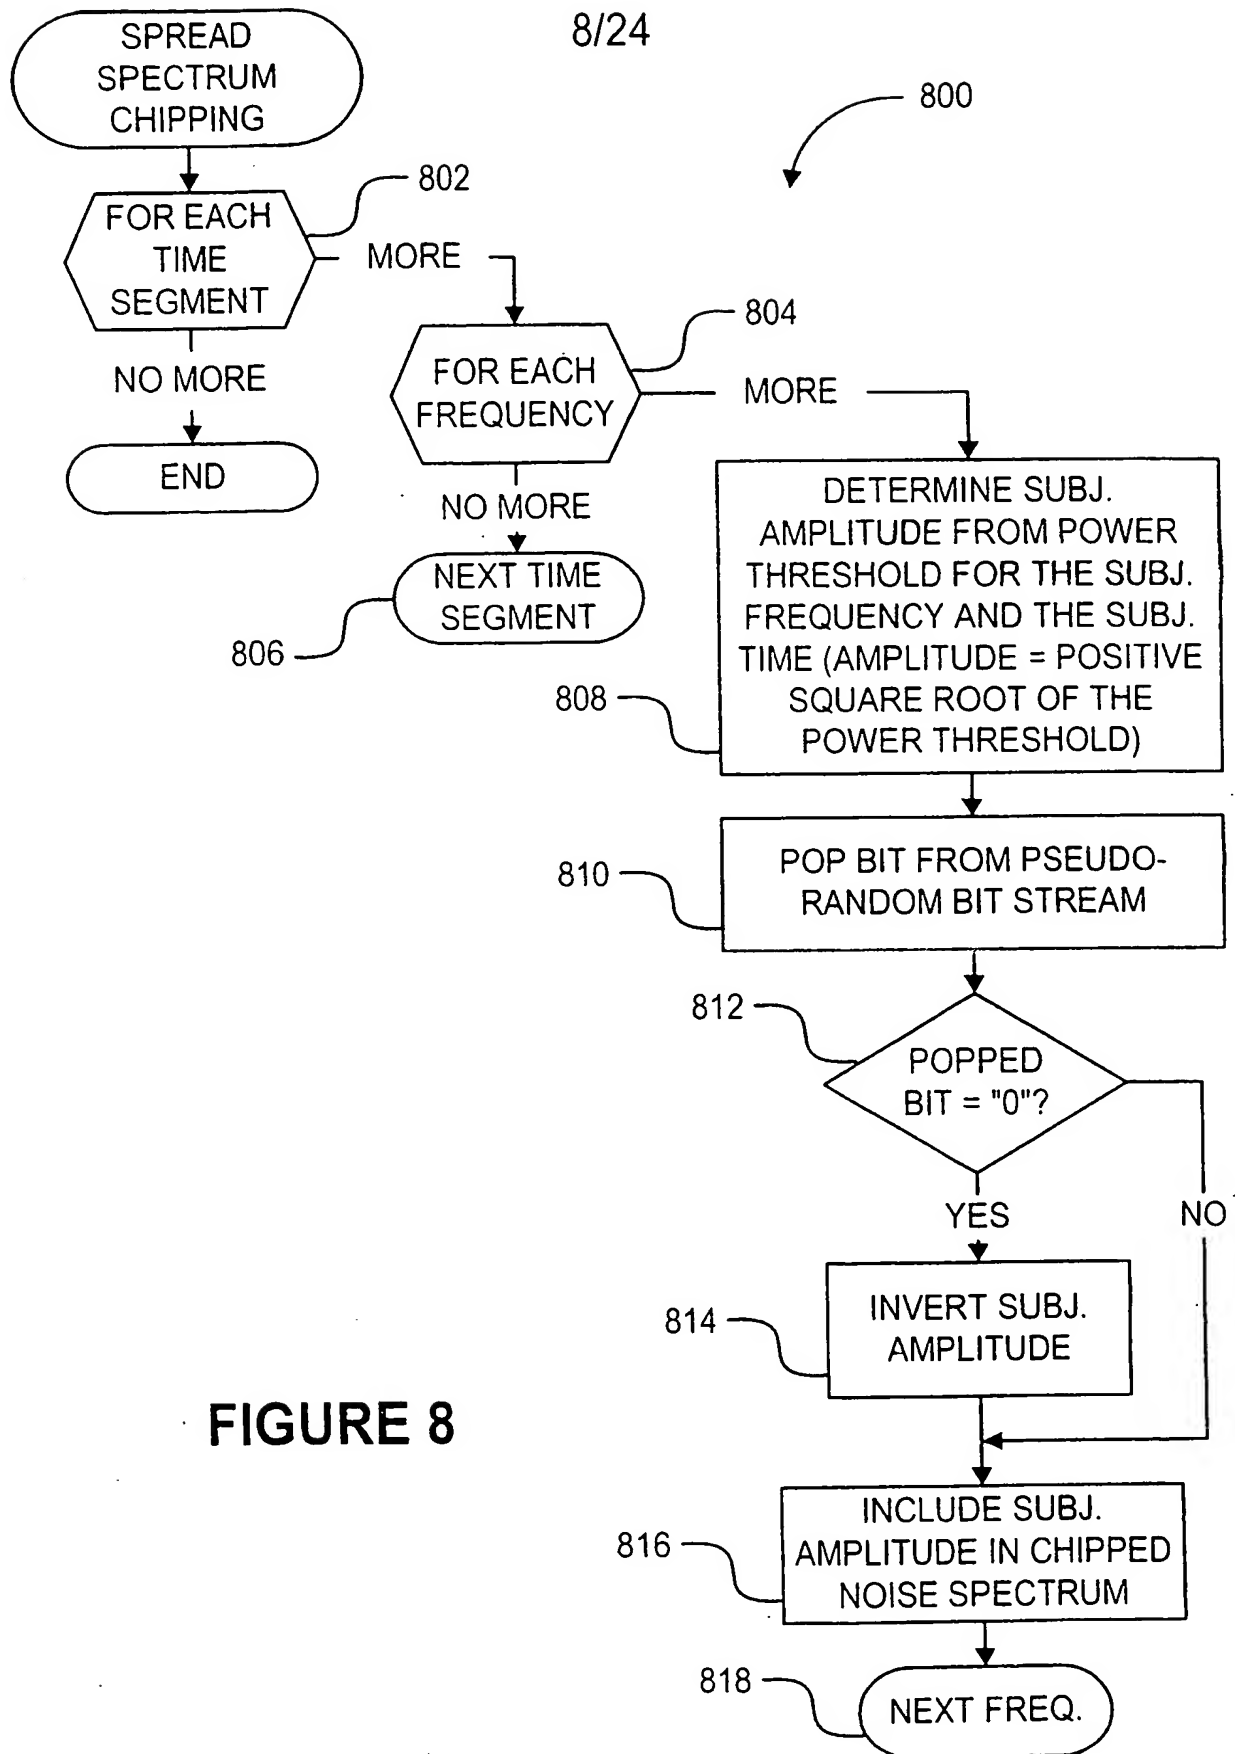 8/24
SPREAD
SPECTRUM
CHIPPING
800
802
FOR EACH
TIME
SEGMENT
MORE
NO MORE
END
804
FOR EACH
FREQUENCY
MORE
NO MORE
NEXT TIME
SEGMENT
806
DETERMINE SUBJ.
AMPLITUDE FROM POWER
THRESHOLD FOR THE SUBJ.
FREQUENCY AND THE SUBJ.
TIME (AMPLITUDE = POSITIVE
SQUARE ROOT OF THE
POWER THRESHOLD)
808
POP BIT FROM PSEUDO-
RANDOM BIT STREAM
810
812
POPPED
BIT = "0"?
YES
NO
INVERT SUBJ.
AMPLITUDE
814
FIGURE 8
INCLUDE SUBJ.
AMPLITUDE IN CHIPPED
NOISE SPECTRUM
816
818
NEXT FREQ.